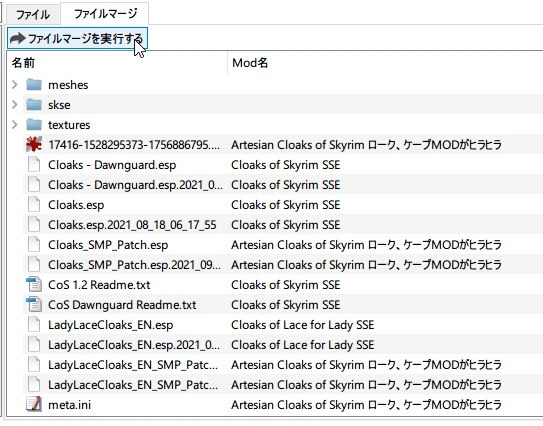 ファイル ファイルマージ
ファイルマージを実行する
名前 Mod名
meshes
skse
textures
17416-1528295373-1756886795.... Artesian Cloaks of Skyrim ローク、ケープMODがヒラヒラ
Cloaks - Dawnguard.esp Cloaks of Skyrim SSE
Cloaks - Dawnguard.esp.2021_0... Cloaks of Skyrim SSE
Cloaks.esp Cloaks of Skyrim SSE
Cloaks.esp.2021_08_18_06_17_55 Cloaks of Skyrim SSE
Cloaks_SMP_Patch.esp Artesian Cloaks of Skyrim ローク、ケープMODがヒラヒラ
Cloaks_SMP_Patch.esp.2021_09... Artesian Cloaks of Skyrim ローク、ケープMODがヒラヒラ
CoS 1.2 Readme.txt Cloaks of Skyrim SSE
CoS Dawnguard Readme.txt Cloaks of Skyrim SSE
LadyLaceCloaks_EN.esp Cloaks of Lace for Lady SSE
LadyLaceCloaks_EN.esp.2021_0... Cloaks of Lace for Lady SSE
LadyLaceCloaks_EN_SMP_Patc... Artesian Cloaks of Skyrim ローク、ケープMODがヒラヒラ
LadyLaceCloaks_EN_SMP_Patc... Artesian Cloaks of Skyrim ローク、ケープMODがヒラヒラ
meta.ini Artesian Cloaks of Skyrim ローク、ケープMODがヒラヒラ